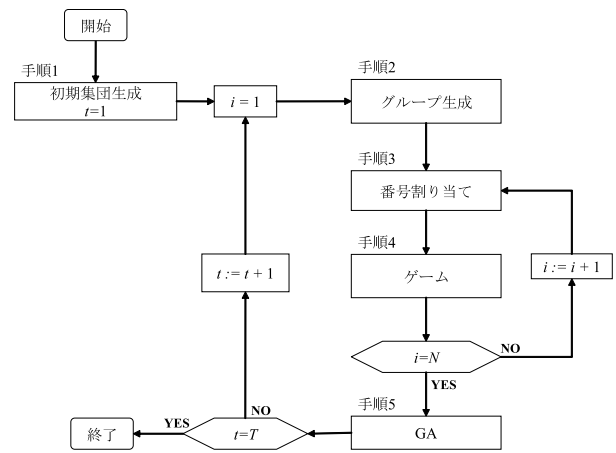 開始
手順1
初期集団生成
t=1
i = 1
手順2
グループ生成
手順3
番号割り当て
手順4
ゲーム
t := t + 1
i := i + 1
i=N
NO
YES
手順5
GA
t=T
NO
YES
終了